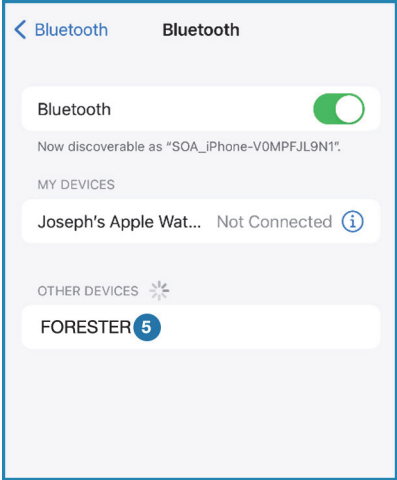 Bluetooth Bluetooth
Bluetooth
Now discoverable as “SOA_iPhone-V0MPFJL9N1”.
MY DEVICES
Joseph’s Apple Wat... Not Connected
OTHER DEVICES
FORESTER 5